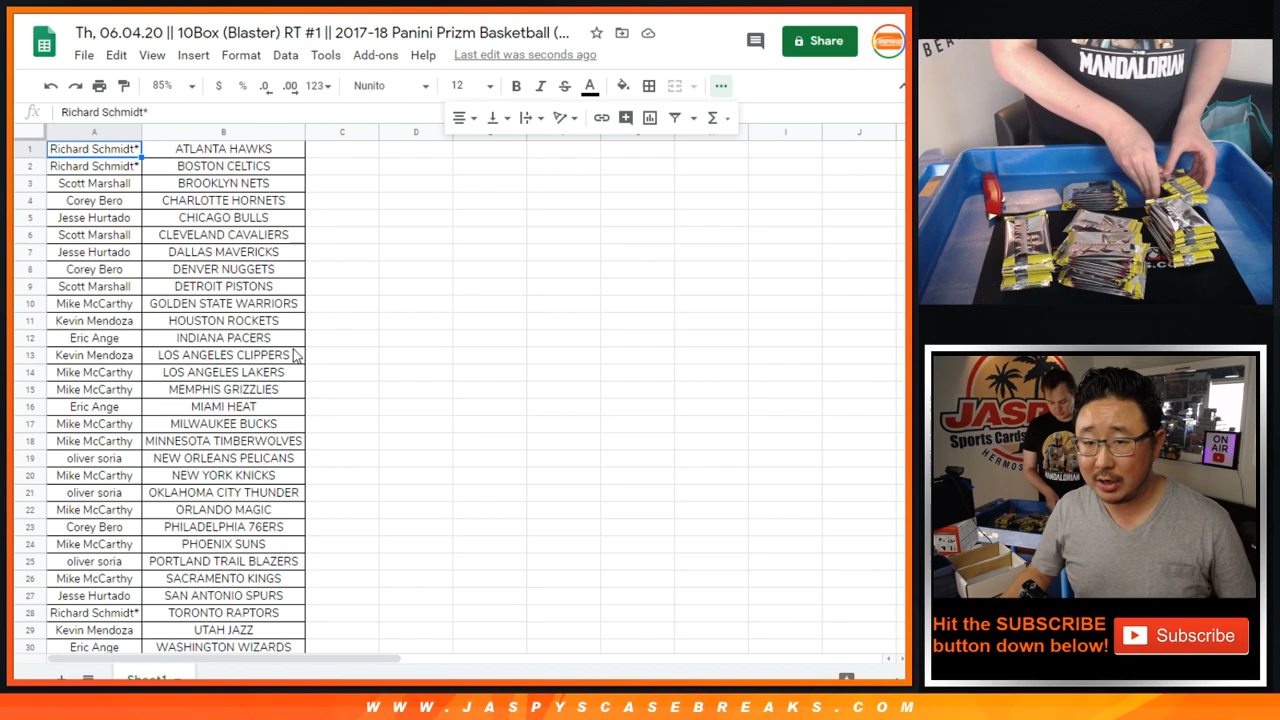 Th, 06.04.20 || 10Box (Blaster) RT #1 || 2017-18 Panini Prizm Basketball (...
File Edit View Insert Format Data Tools Add-ons Help Last edit was seconds ago
Share
85% $ % .0 .00 123 Nunito 12 B I S A
fx Richard Schmidt*
A B C D I J
1 Richard Schmidt* ATLANTA HAWKS
2 Richard Schmidt* BOSTON CELTICS
3 Scott Marshall BROOKLYN NETS
4 Corey Bero CHARLOTTE HORNETS
5 Jesse Hurtado CHICAGO BULLS
6 Scott Marshall CLEVELAND CAVALIERS
7 Jesse Hurtado DALLAS MAVERICKS
8 Corey Bero DENVER NUGGETS
9 Scott Marshall DETROIT PISTONS
10 Mike McCarthy GOLDEN STATE WARRIORS
11 Kevin Mendoza HOUSTON ROCKETS
12 Eric Ange INDIANA PACERS
13 Kevin Mendoza LOS ANGELES CLIPPERS
14 Mike McCarthy LOS ANGELES LAKERS
15 Mike McCarthy MEMPHIS GRIZZLIES
16 Eric Ange MIAMI HEAT
17 Mike McCarthy MILWAUKEE BUCKS
18 Mike McCarthy MINNESOTA TIMBERWOLVES
19 oliver soria NEW ORLEANS PELICANS
20 Mike McCarthy NEW YORK KNICKS
21 oliver soria OKLAHOMA CITY THUNDER
22 Mike McCarthy ORLANDO MAGIC
23 Corey Bero PHILADELPHIA 76ERS
24 Mike McCarthy PHOENIX SUNS
25 oliver soria PORTLAND TRAIL BLAZERS
26 Mike McCarthy SACRAMENTO KINGS
27 Jesse Hurtado SAN ANTONIO SPURS
28 Richard Schmidt* TORONTO RAPTORS
29 Kevin Mendoza UTAH JAZZ
30 Eric Ange WASHINGTON WIZARDS
Sheet1
THE
MANDALORIAN
JASPY
Sports Cards
HERMOS
MANDALORIAN
ON
AIR
Hit the SUBSCRIBE
button down below!
Subscribe
WWW.JASPYSCASEBREAKS.COM